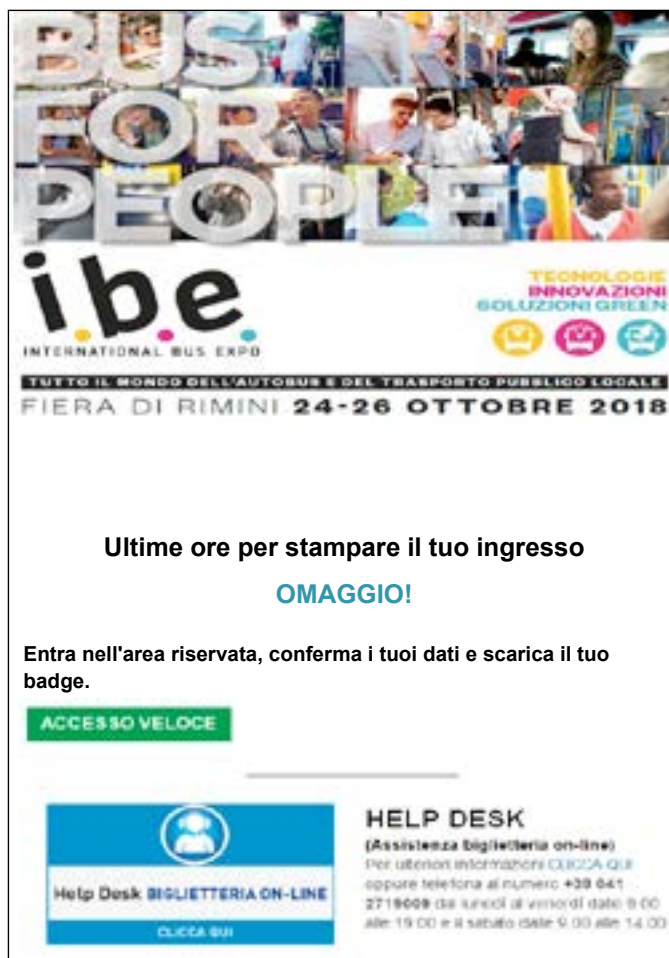 BUS
FOR
PEOPLE
i.b.e.
INTERNATIONAL BUS EXPO
TECNOLOGIE
INNOVAZIONI
SOLUZIONI GREEN
TUTTO IL MONDO DELL'AUTOBUS E DEL TRASPORTO PUBBLICO LOCALE
FIERA DI RIMINI 24-26 OTTOBRE 2018
Ultime ore per stampare il tuo ingresso
OMAGGIO!
Entra nell'area riservata, conferma i tuoi dati e scarica il tuo
badge.
ACCESSO VELOCE
Help Desk BIGLIETTERIA ON-LINE
CLICCA QUI
HELP DESK
(Assistenza biglietteria on-line)
Per ulteriori informazioni CLICCA QUI
oppure telefona al numero +39 041
2719009 dal lunedì al venerdì dalle 9.00
alle 19.00 e il sabato dalle 9.00 alle 14.00